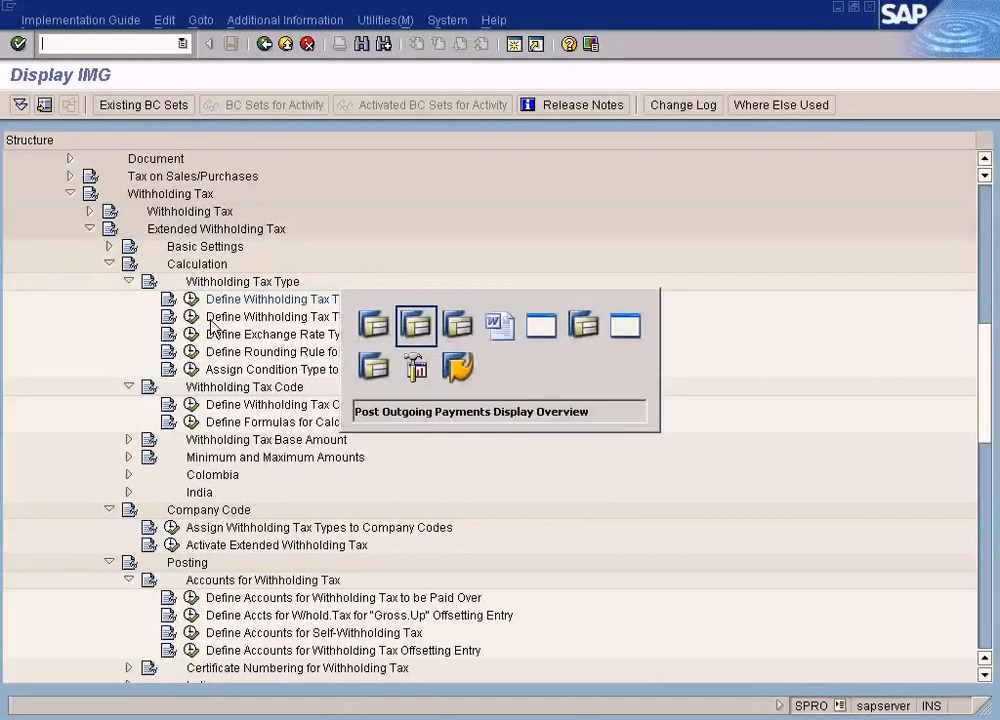 Implementation Guide Edit Goto Additional Information Utilities(M) System Help
SAP
Display IMG
Existing BC Sets BC Sets for Activity Activated BC Sets for Activity Release Notes Change Log Where Else Used
Structure
Document
Tax on Sales/Purchases
Withholding Tax
Withholding Tax
Extended Withholding Tax
Basic Settings
Calculation
Withholding Tax Type
Define Withholding Tax T
Define Withholding Tax T
Define Exchange Rate Ty
Define Rounding Rule fo
Assign Condition Type to
Withholding Tax Code
Define Withholding Tax C
Define Formulas for Calc
Post Outgoing Payments Display Overview
Withholding Tax Base Amount
Minimum and Maximum Amounts
Colombia
India
Company Code
Assign Withholding Tax Types to Company Codes
Activate Extended Withholding Tax
Posting
Accounts for Withholding Tax
Define Accounts for Withholding Tax to be Paid Over
Define Accts for W/hold.Tax for "Gross.Up" Offsetting Entry
Define Accounts for Self-Withholding Tax
Define Accounts for Withholding Tax Offsetting Entry
Certificate Numbering for Withholding Tax
SPRO sapserver INS